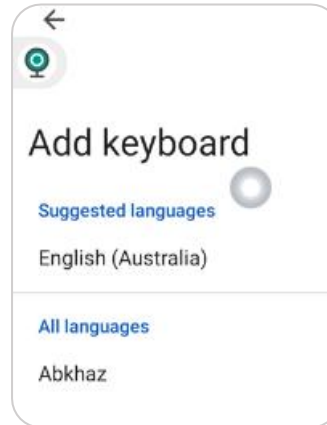 Add keyboard
Suggested languages
English (Australia)
All languages
Abkhaz